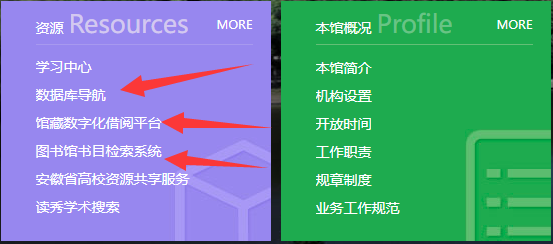 资源 Resources MORE
学习中心
数据库导航
馆藏数字化借阅平台
图书馆书目检索系统
安徽省高校资源共享服务
读秀学术搜索
本馆概况 Profile MORE
本馆简介
机构设置
开放时间
工作职责
规章制度
业务工作规范